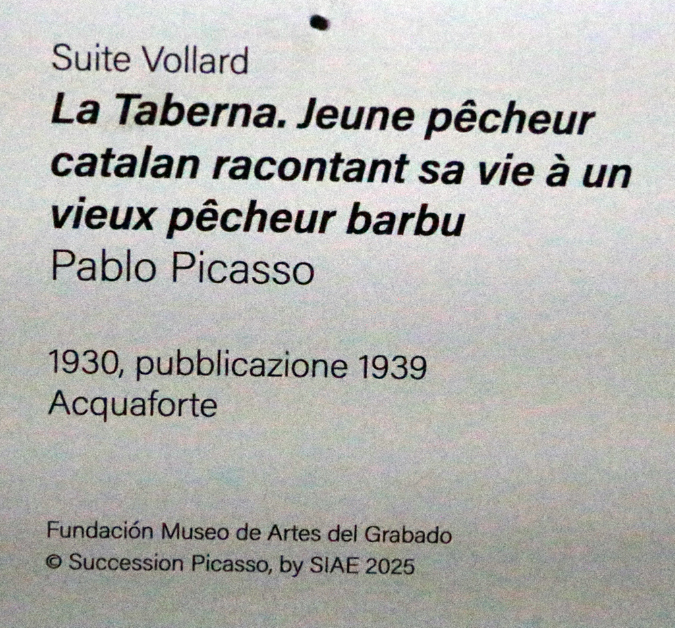 Suite Vollard
La Taberna. Jeune pêcheur
catalan racontant sa vie à un
vieux pêcheur barbu
Pablo Picasso
1930, pubblicazione 1939
Acquaforte
Fundación Museo de Artes del Grabado
© Succession Picasso, by SIAE 2025